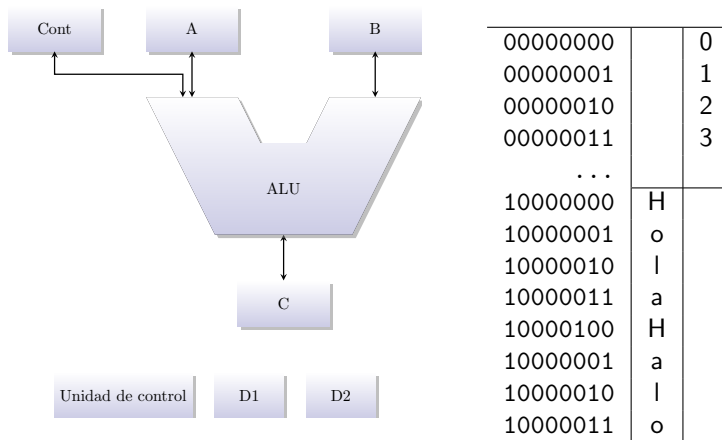 Cont A B
ALU
C
Unidad de control D1 D2
00000000 0
00000001 1
00000010 2
00000011 3
...
10000000 H
10000001 o
10000010 l
10000011 a
10000100 H
10000001 a
10000010 l
10000011 o